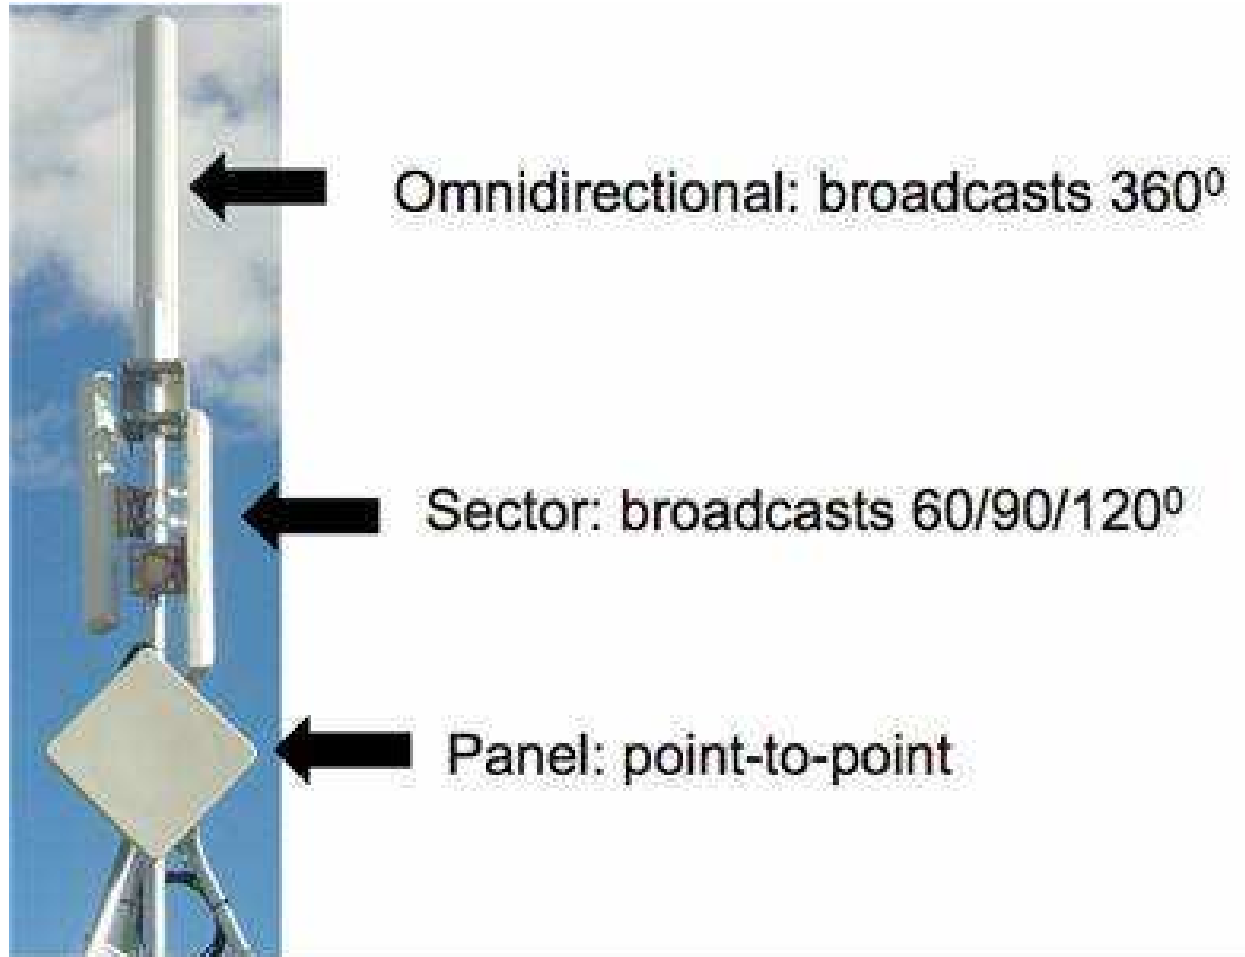 Omnidirectional: broadcasts 360⁰
Sector: broadcasts 60/90/120⁰
Panel: point-to-point